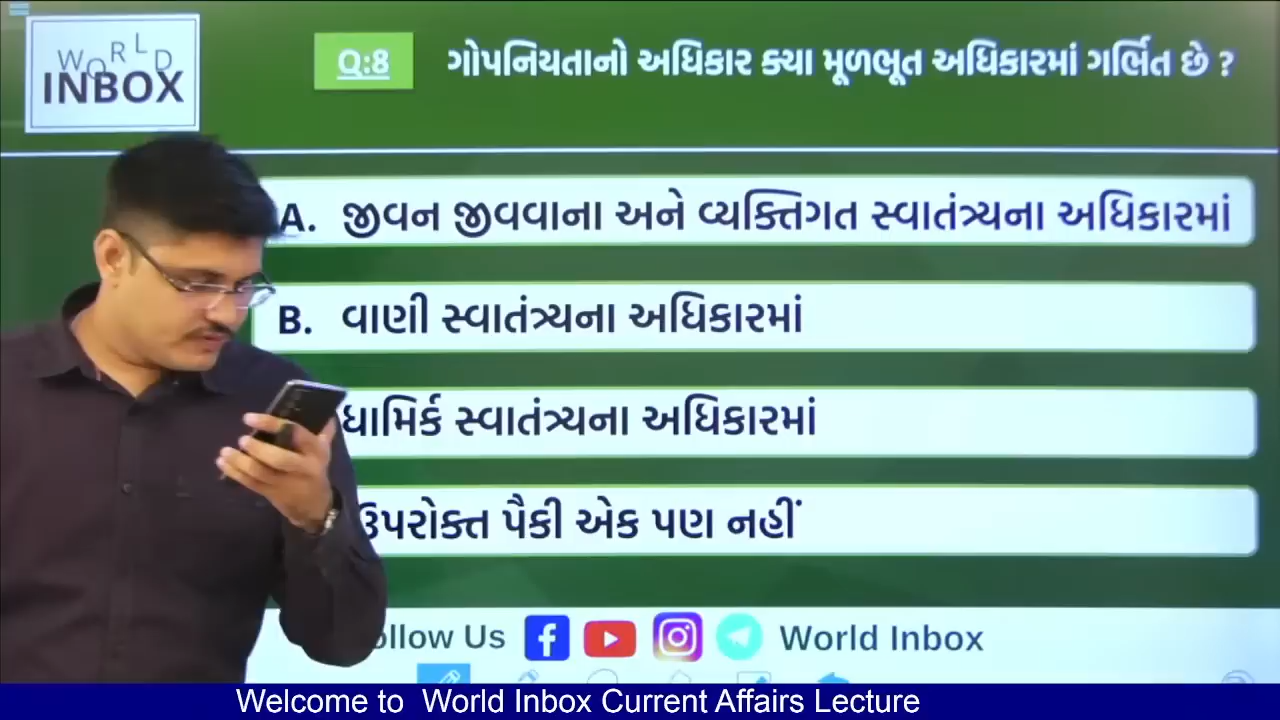 WORLD
INBOX
Q:8 ગોપનિયતાનો અધિકાર ક્યા મૂળભૂત અધિકારમાં ગર્ભિત છે ?
A. જીવન જીવવાના અને વ્યક્તિગત સ્વાતંત્ર્યના અધિકારમાં
B. વાણી સ્વાતંત્ર્યના અધિકારમાં
ધામિર્ક સ્વાતંત્ર્યના અધિકારમાં
ઉપરોક્ત પૈકી એક પણ નહીં
ollow Us World Inbox
Welcome to World Inbox Current Affairs Lecture